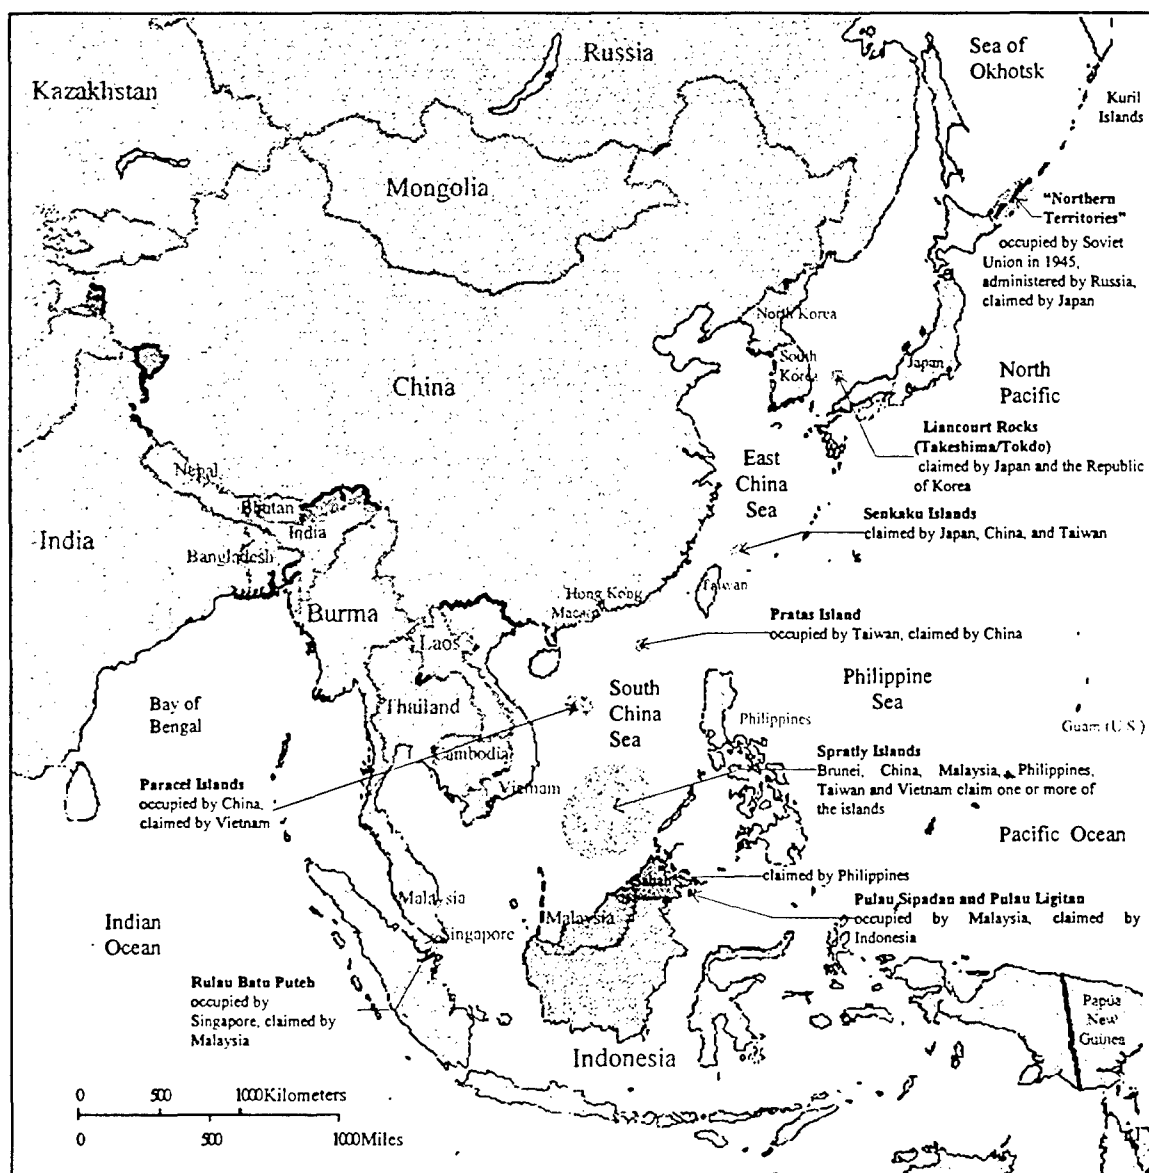 Russia
Sea of
Okhotsk
Kazakhstan
Kuril
Islands
Mongolia
"Northern
Territories"
occupied by Soviet
Union in 1945,
administered by Russia,
claimed by Japan
North Korea
South
Korea
Japan
North
Pacific
China
Liancourt Rocks
(Takeshima/Tokdo)
claimed by Japan and the Republic
of Korea
East
China
Sea
Nepal
Bhutan
India
India
Bangladesh
Senkaku Islands
claimed by Japan, China, and Taiwan
Taiwan
Hong Kong
Macau
Burma
Laos
Pratas Island
occupied by Taiwan, claimed by China
Bay of
Bengal
Thailand
South
China
Sea
Philippine
Sea
Philippines
Guam (U.S.)
Cambodia
Vietnam
Paracel Islands
occupied by China,
claimed by Vietnam
Spratly Islands
Brunei, China, Malaysia, Philippines,
Taiwan and Vietnam claim one or more of
the islands
Pacific Ocean
claimed by Philippines
Sabah
Malaysia
Malaysia
Singapore
Pulau Sipadan and Pulau Ligitan
occupied by Malaysia, claimed by
Indonesia
Indian
Ocean
Rulau Batu Puteh
occupied by
Singapore, claimed by
Malaysia
Indonesia
Papua
New
Guinea
0 500 1000Kilometers
0 500 1000Miles